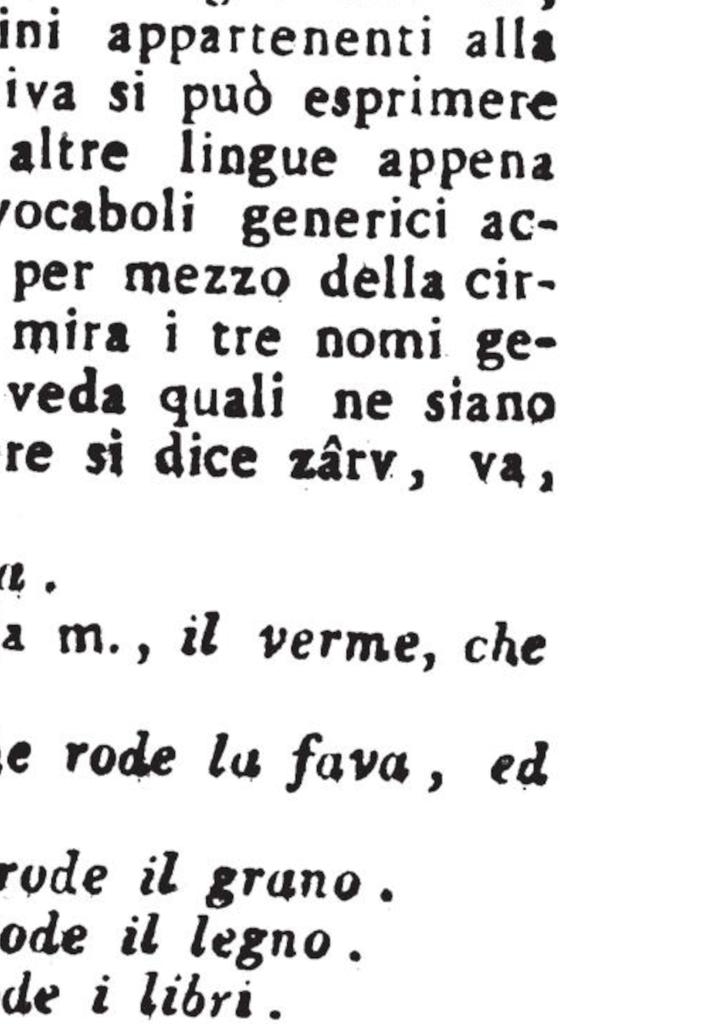 ini appartenenti alla
iva si può esprimere
altre lingue appena
vocaboli generici ac-
per mezzo della cir-
mira i tre nomi ge-
veda quali ne siano
re si dice zârv, va,
a.
a m., il verme, che
e rode la fava, ed
rode il grano.
ode il legno.
de i libri.